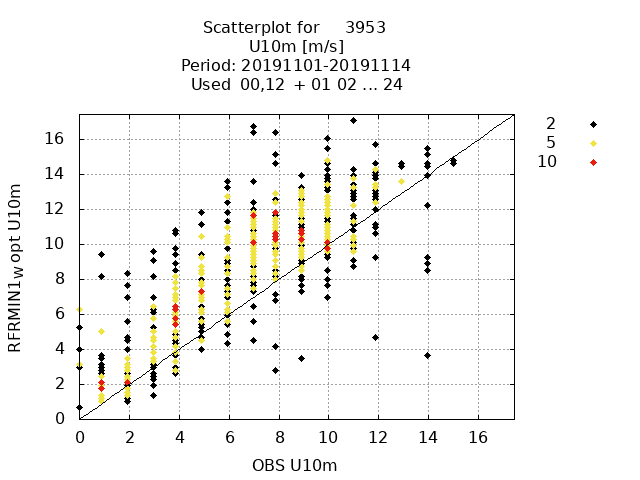 Scatterplot for 3953
U10m [m/s]
Period: 20191101-20191114
Used 00,12 + 01 02 ... 24
2
5
10
16
14
12
10
8
6
4
2
0
RFRMIN1w opt U10m
0 2 4 6 8 10 12 14 16
OBS U10m